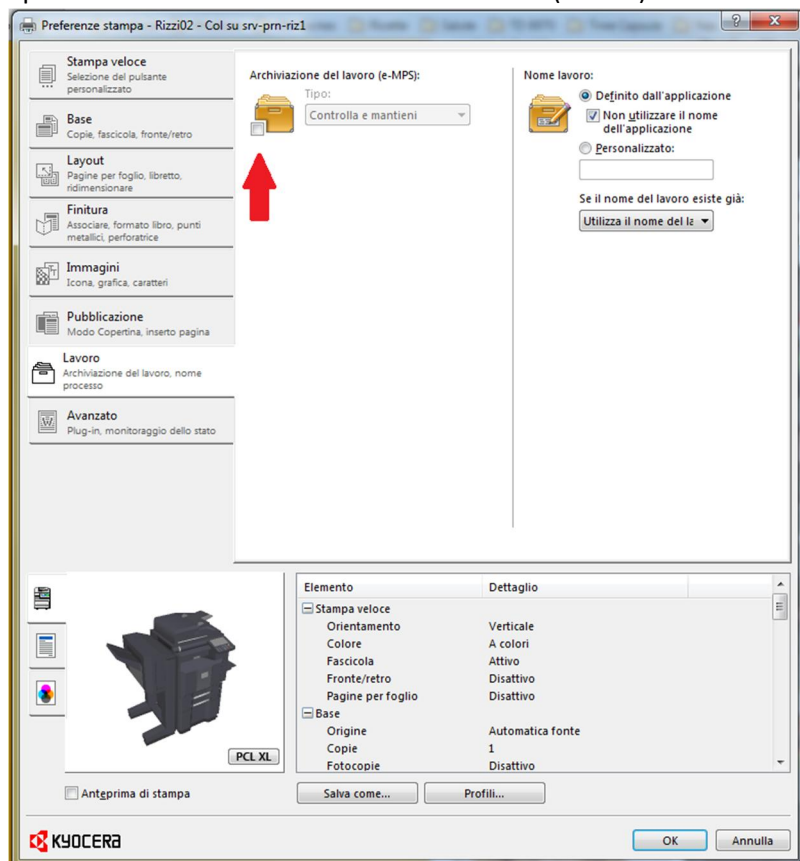 Preferenze stampa - Rizzi02 - Col su srv-prn-riz1
Stampa veloce
Selezione del pulsante
personalizzato
Base
Copie, fascicola, fronte/retro
Layout
Pagine per foglio, libretto,
ridimensionare
Finitura
Associare, formato libro, punti
metallici, perforatrice
Immagini
Icona, grafica, caratteri
Pubblicazione
Modo Copertina, inserto pagina
Lavoro
Archiviazione del lavoro, nome
processo
Avanzato
Plug-in, monitoraggio dello stato
Archiviazione del lavoro (e-MPS):
Tipo:
Controlla e mantieni
Nome lavoro:
Definito dall'applicazione
Non utilizzare il nome
dell'applicazione
Personalizzato:
Se il nome del lavoro esiste già:
Utilizza il nome del la
PCL XL
Anteprima di stampa
Elemento Dettaglio
Stampa veloce
Orientamento Verticale
Colore A colori
Fascicola Attivo
Fronte/retro Disattivo
Pagine per foglio Disattivo
Base
Origine Automatica fonte
Copie 1
Fotocopie Disattivo
Salva come... Profili...
KYOCERA
OK Annulla